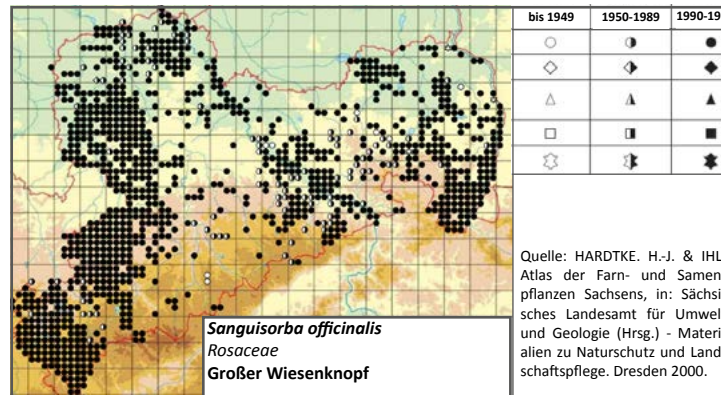 bis 1949 1950-1989 1990-19
Sanguisorba officinalis
Rosaceae
Großer Wiesenknopf
Quelle: HARDTKE. H.-J. & IHL
Atlas der Farn- und Samen
pflanzen Sachsens, in: Sächsi
sches Landesamt für Umwel
und Geologie (Hrsg.) - Materi
alien zu Naturschutz und Land
schaftspflege. Dresden 2000.